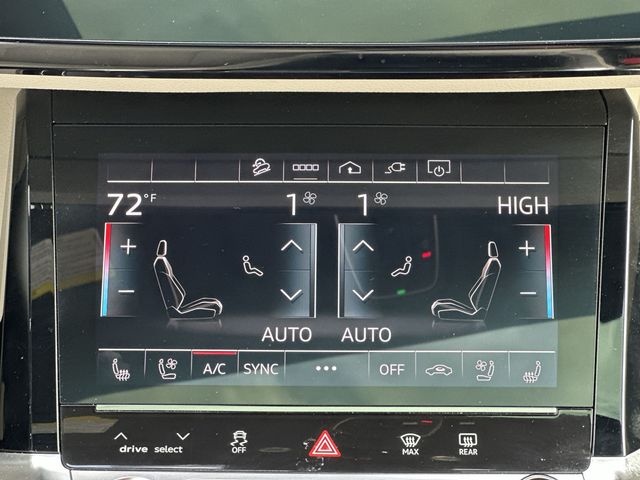 72°F 1 1 HIGH
+ +
− −
AUTO AUTO
A/C SYNC ••• OFF
drive select OFF MAX REAR